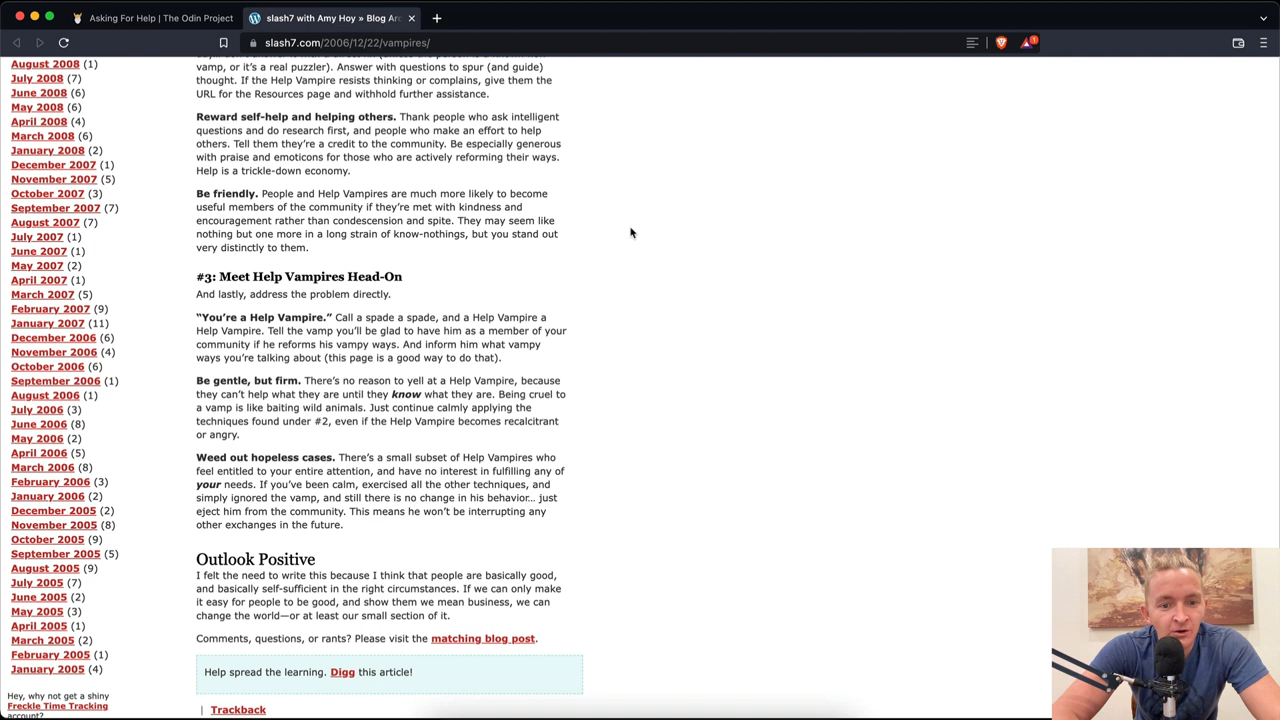 Asking For Help | The Odin Project
slash7 with Amy Hoy » Blog Arc
slash7.com/2006/12/22/vampires/
1
August 2008 (1)
July 2008 (7)
June 2008 (6)
May 2008 (6)
April 2008 (4)
March 2008 (6)
January 2008 (2)
December 2007 (1)
November 2007 (5)
October 2007 (3)
September 2007 (7)
August 2007 (7)
July 2007 (1)
June 2007 (1)
May 2007 (2)
April 2007 (1)
March 2007 (5)
February 2007 (9)
January 2007 (11)
December 2006 (6)
November 2006 (4)
October 2006 (6)
September 2006 (1)
August 2006 (1)
July 2006 (3)
June 2006 (8)
May 2006 (2)
April 2006 (5)
March 2006 (8)
February 2006 (3)
January 2006 (2)
December 2005 (2)
November 2005 (8)
October 2005 (9)
September 2005 (5)
August 2005 (9)
July 2005 (7)
June 2005 (2)
May 2005 (3)
April 2005 (1)
March 2005 (2)
February 2005 (1)
January 2005 (4)
Hey, why not get a shiny
Freckle Time Tracking
account?
vamp, or it's a real puzzler). Answer with questions to spur (and guide)
thought. If the Help Vampire resists thinking or complains, give them the
URL for the Resources page and withhold further assistance.
Reward self-help and helping others. Thank people who ask intelligent
questions and do research first, and people who make an effort to help
others. Tell them they're a credit to the community. Be especially generous
with praise and emoticons for those who are actively reforming their ways.
Help is a trickle-down economy.
Be friendly. People and Help Vampires are much more likely to become
useful members of the community if they're met with kindness and
encouragement rather than condescension and spite. They may seem like
nothing but one more in a long strain of know-nothings, but you stand out
very distinctly to them.
#3: Meet Help Vampires Head-On
And lastly, address the problem directly.
“You're a Help Vampire.” Call a spade a spade, and a Help Vampire a
Help Vampire. Tell the vamp you'll be glad to have him as a member of your
community if he reforms his vampy ways. And inform him what vampy
ways you're talking about (this page is a good way to do that).
Be gentle, but firm. There's no reason to yell at a Help Vampire, because
they can't help what they are until they know what they are. Being cruel to
a vamp is like baiting wild animals. Just continue calmly applying the
techniques found under #2, even if the Help Vampire becomes recalcitrant
or angry.
Weed out hopeless cases. There's a small subset of Help Vampires who
feel entitled to your entire attention, and have no interest in fulfilling any of
your needs. If you've been calm, exercised all the other techniques, and
simply ignored the vamp, and still there is no change in his behavior… just
eject him from the community. This means he won't be interrupting any
other exchanges in the future.
Outlook Positive
I felt the need to write this because I think that people are basically good,
and basically self-sufficient in the right circumstances. If we can only make
it easy for people to be good, and show them we mean business, we can
change the world—or at least our small section of it.
Comments, questions, or rants? Please visit the matching blog post.
Help spread the learning. Digg this article!
| Trackback